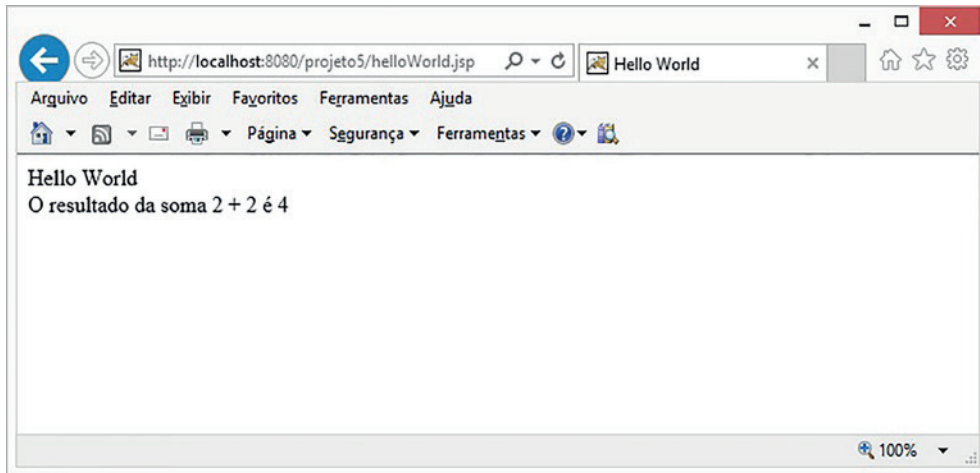 http://localhost:8080/projeto5/helloWorld.jsp
Hello World
Arquivo Editar Exibir Favoritos Ferramentas Ajuda
Página Segurança Ferramentas
Hello World
O resultado da soma 2 + 2 é 4
100%